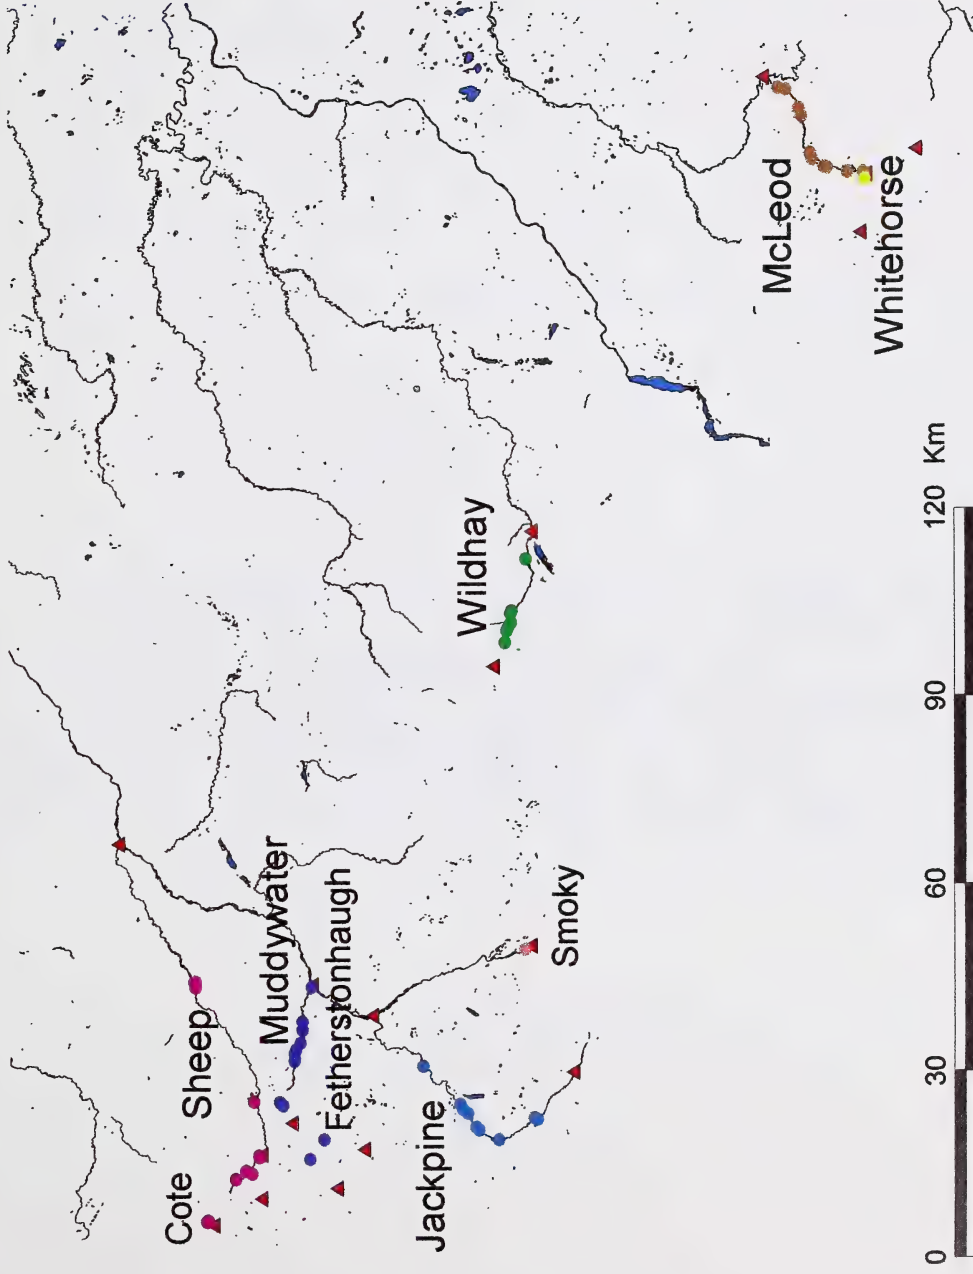 Cote
Sheep
Muddywater
Fetherstonhaugh
Jackpine
Smoky
Wildhay
McLeod
Whitehorse
0 30 60 90 120 Km